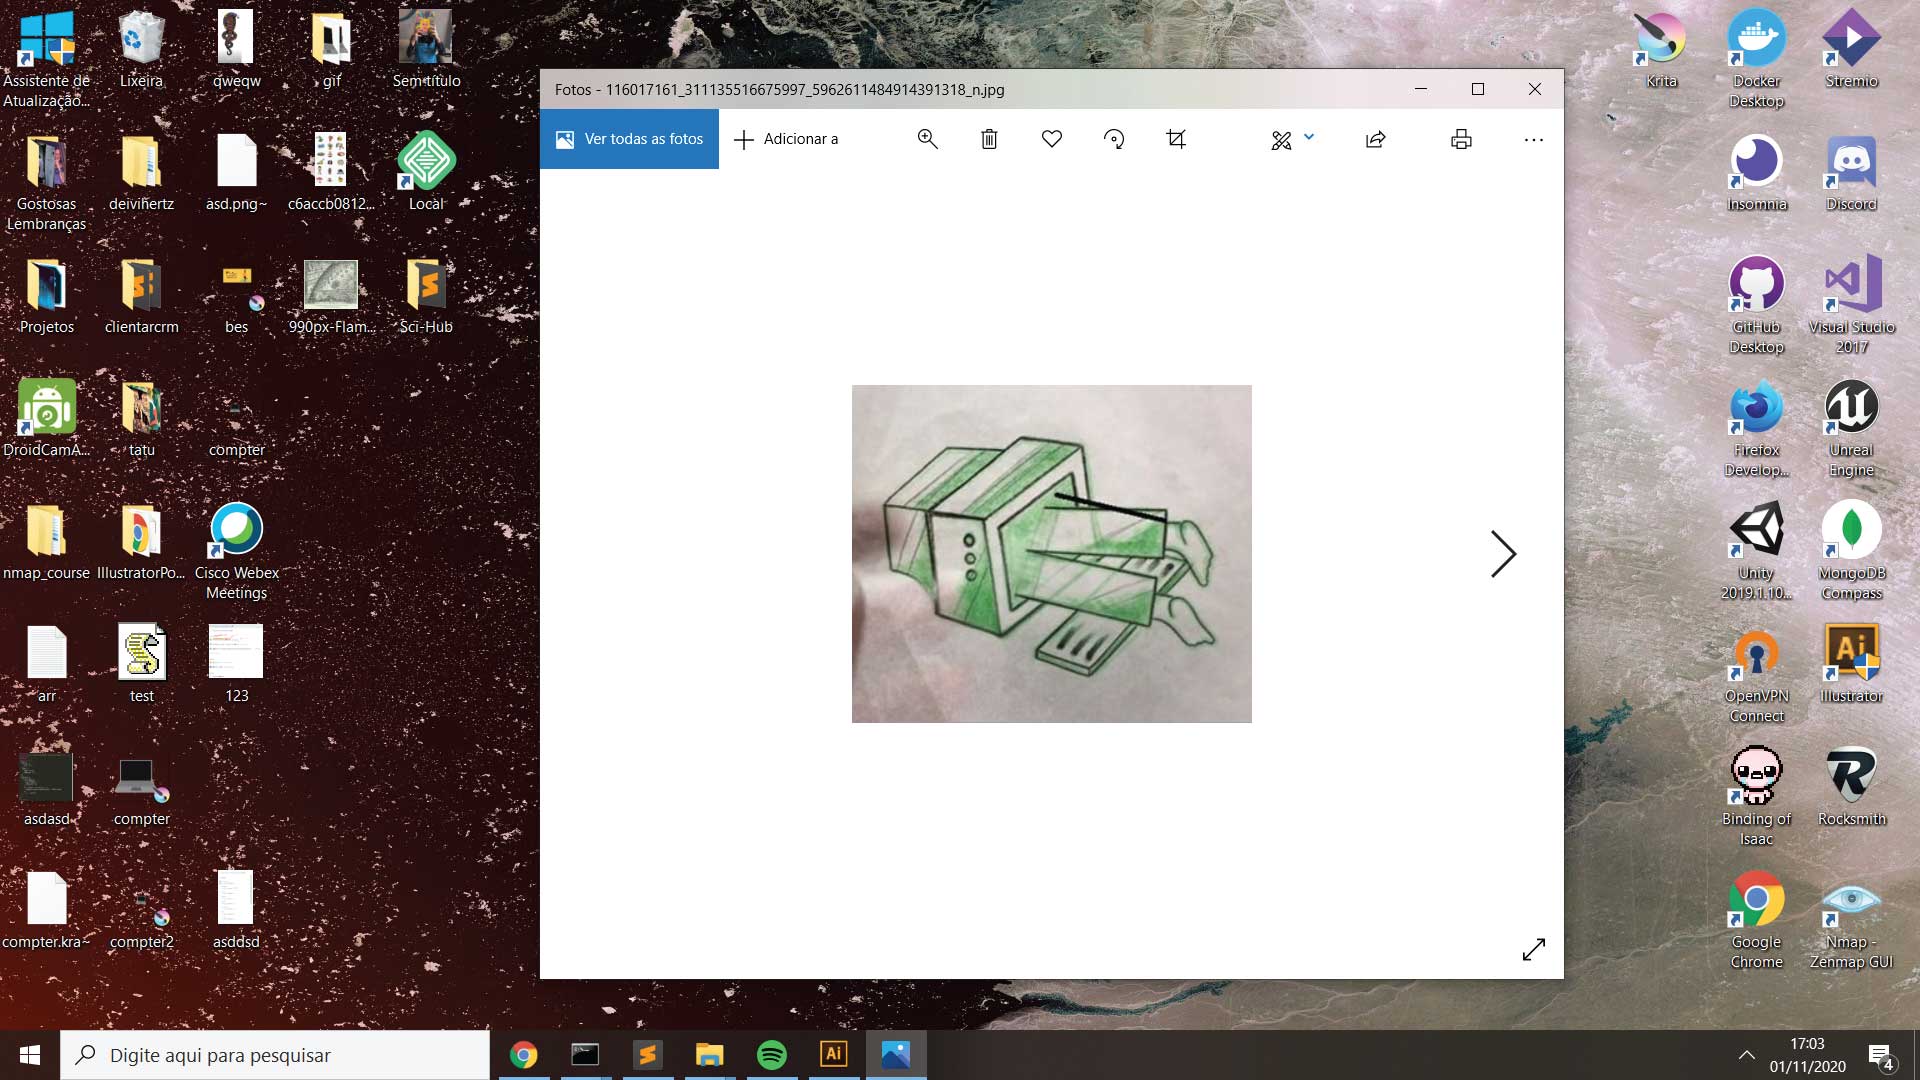 Assistente de
Atualização...
Lixeira
qweqw
gif
Sem título
Gostosas
Lembranças
deivihertz
asd.png~
c6accb0812...
Local
Projetos
clientarcrm
bes
990px-Flam...
Sci-Hub
DroidCamA...
tatu
compter
nmap_course
IllustratorPo...
Cisco Webex
Meetings
arr
test
123
asdasd
compter
compter.kra~
compter2
asddsd
Fotos - 116017161_311135516675997_5962611484914391318_n.jpg
Ver todas as fotos
Adicionar a
Krita
Docker
Desktop
Stremio
Insomnia
Discord
GitHub
Desktop
Visual Studio
2017
Firefox
Develop...
Unreal
Engine
Unity
2019.1.10...
MongoDB
Compass
OpenVPN
Connect
Ai
Illustrator
Binding of
Isaac
Rocksmith
Google
Chrome
Nmap -
Zenmap GUI
Digite aqui para pesquisar
Ai
17:03
01/11/2020
4